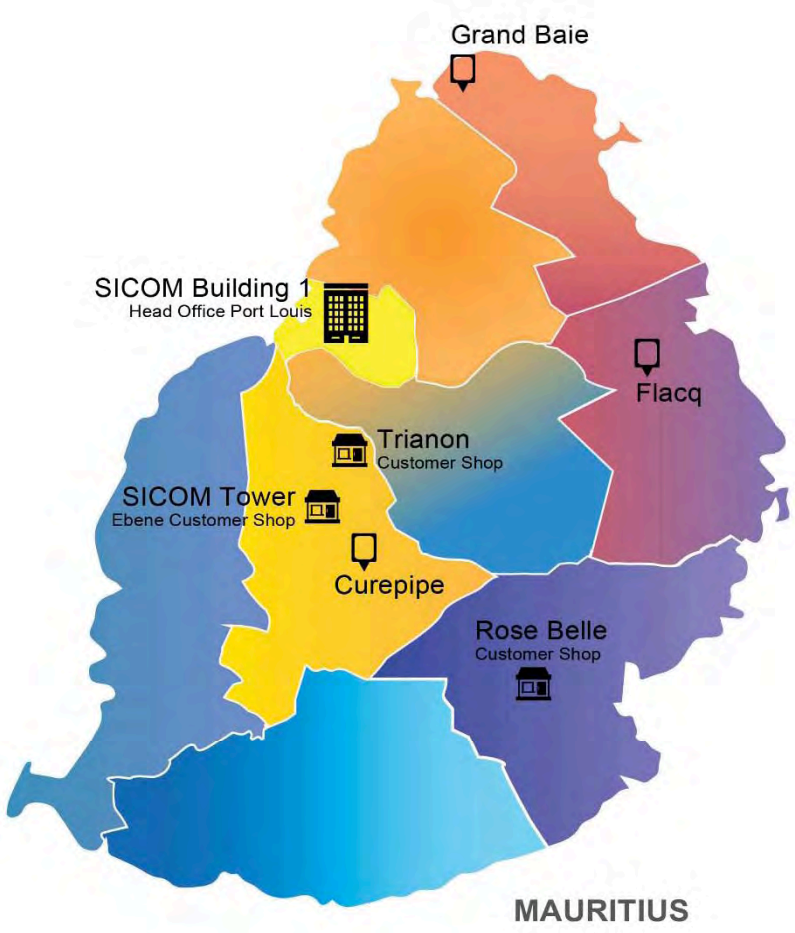 Grand Baie
SICOM Building 1
Head Office Port Louis
Flacq
Trianon
Customer Shop
SICOM Tower
Ebene Customer Shop
Curepipe
Rose Belle
Customer Shop
MAURITIUS